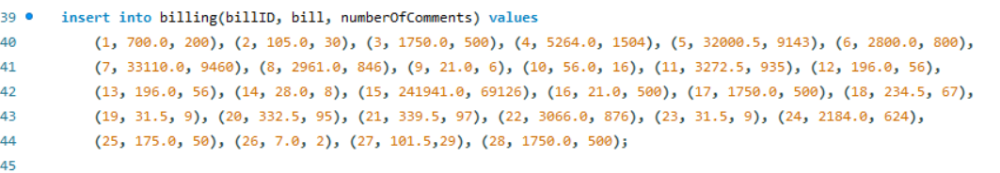 39 insert into billing(billID, bill, numberOfComments) values
40 (1, 700.0, 200), (2, 105.0, 30), (3, 1750.0, 500), (4, 5264.0, 1504), (5, 32000.5, 9143), (6, 2800.0, 800),
41 (7, 33110.0, 9460), (8, 2961.0, 846), (9, 21.0, 6), (10, 56.0, 16), (11, 3272.5, 935), (12, 196.0, 56),
42 (13, 196.0, 56), (14, 28.0, 8), (15, 241941.0, 69126), (16, 21.0, 500), (17, 1750.0, 500), (18, 234.5, 67),
43 (19, 31.5, 9), (20, 332.5, 95), (21, 339.5, 97), (22, 3066.0, 876), (23, 31.5, 9), (24, 2184.0, 624),
44 (25, 175.0, 50), (26, 7.0, 2), (27, 101.5,29), (28, 1750.0, 500);
45